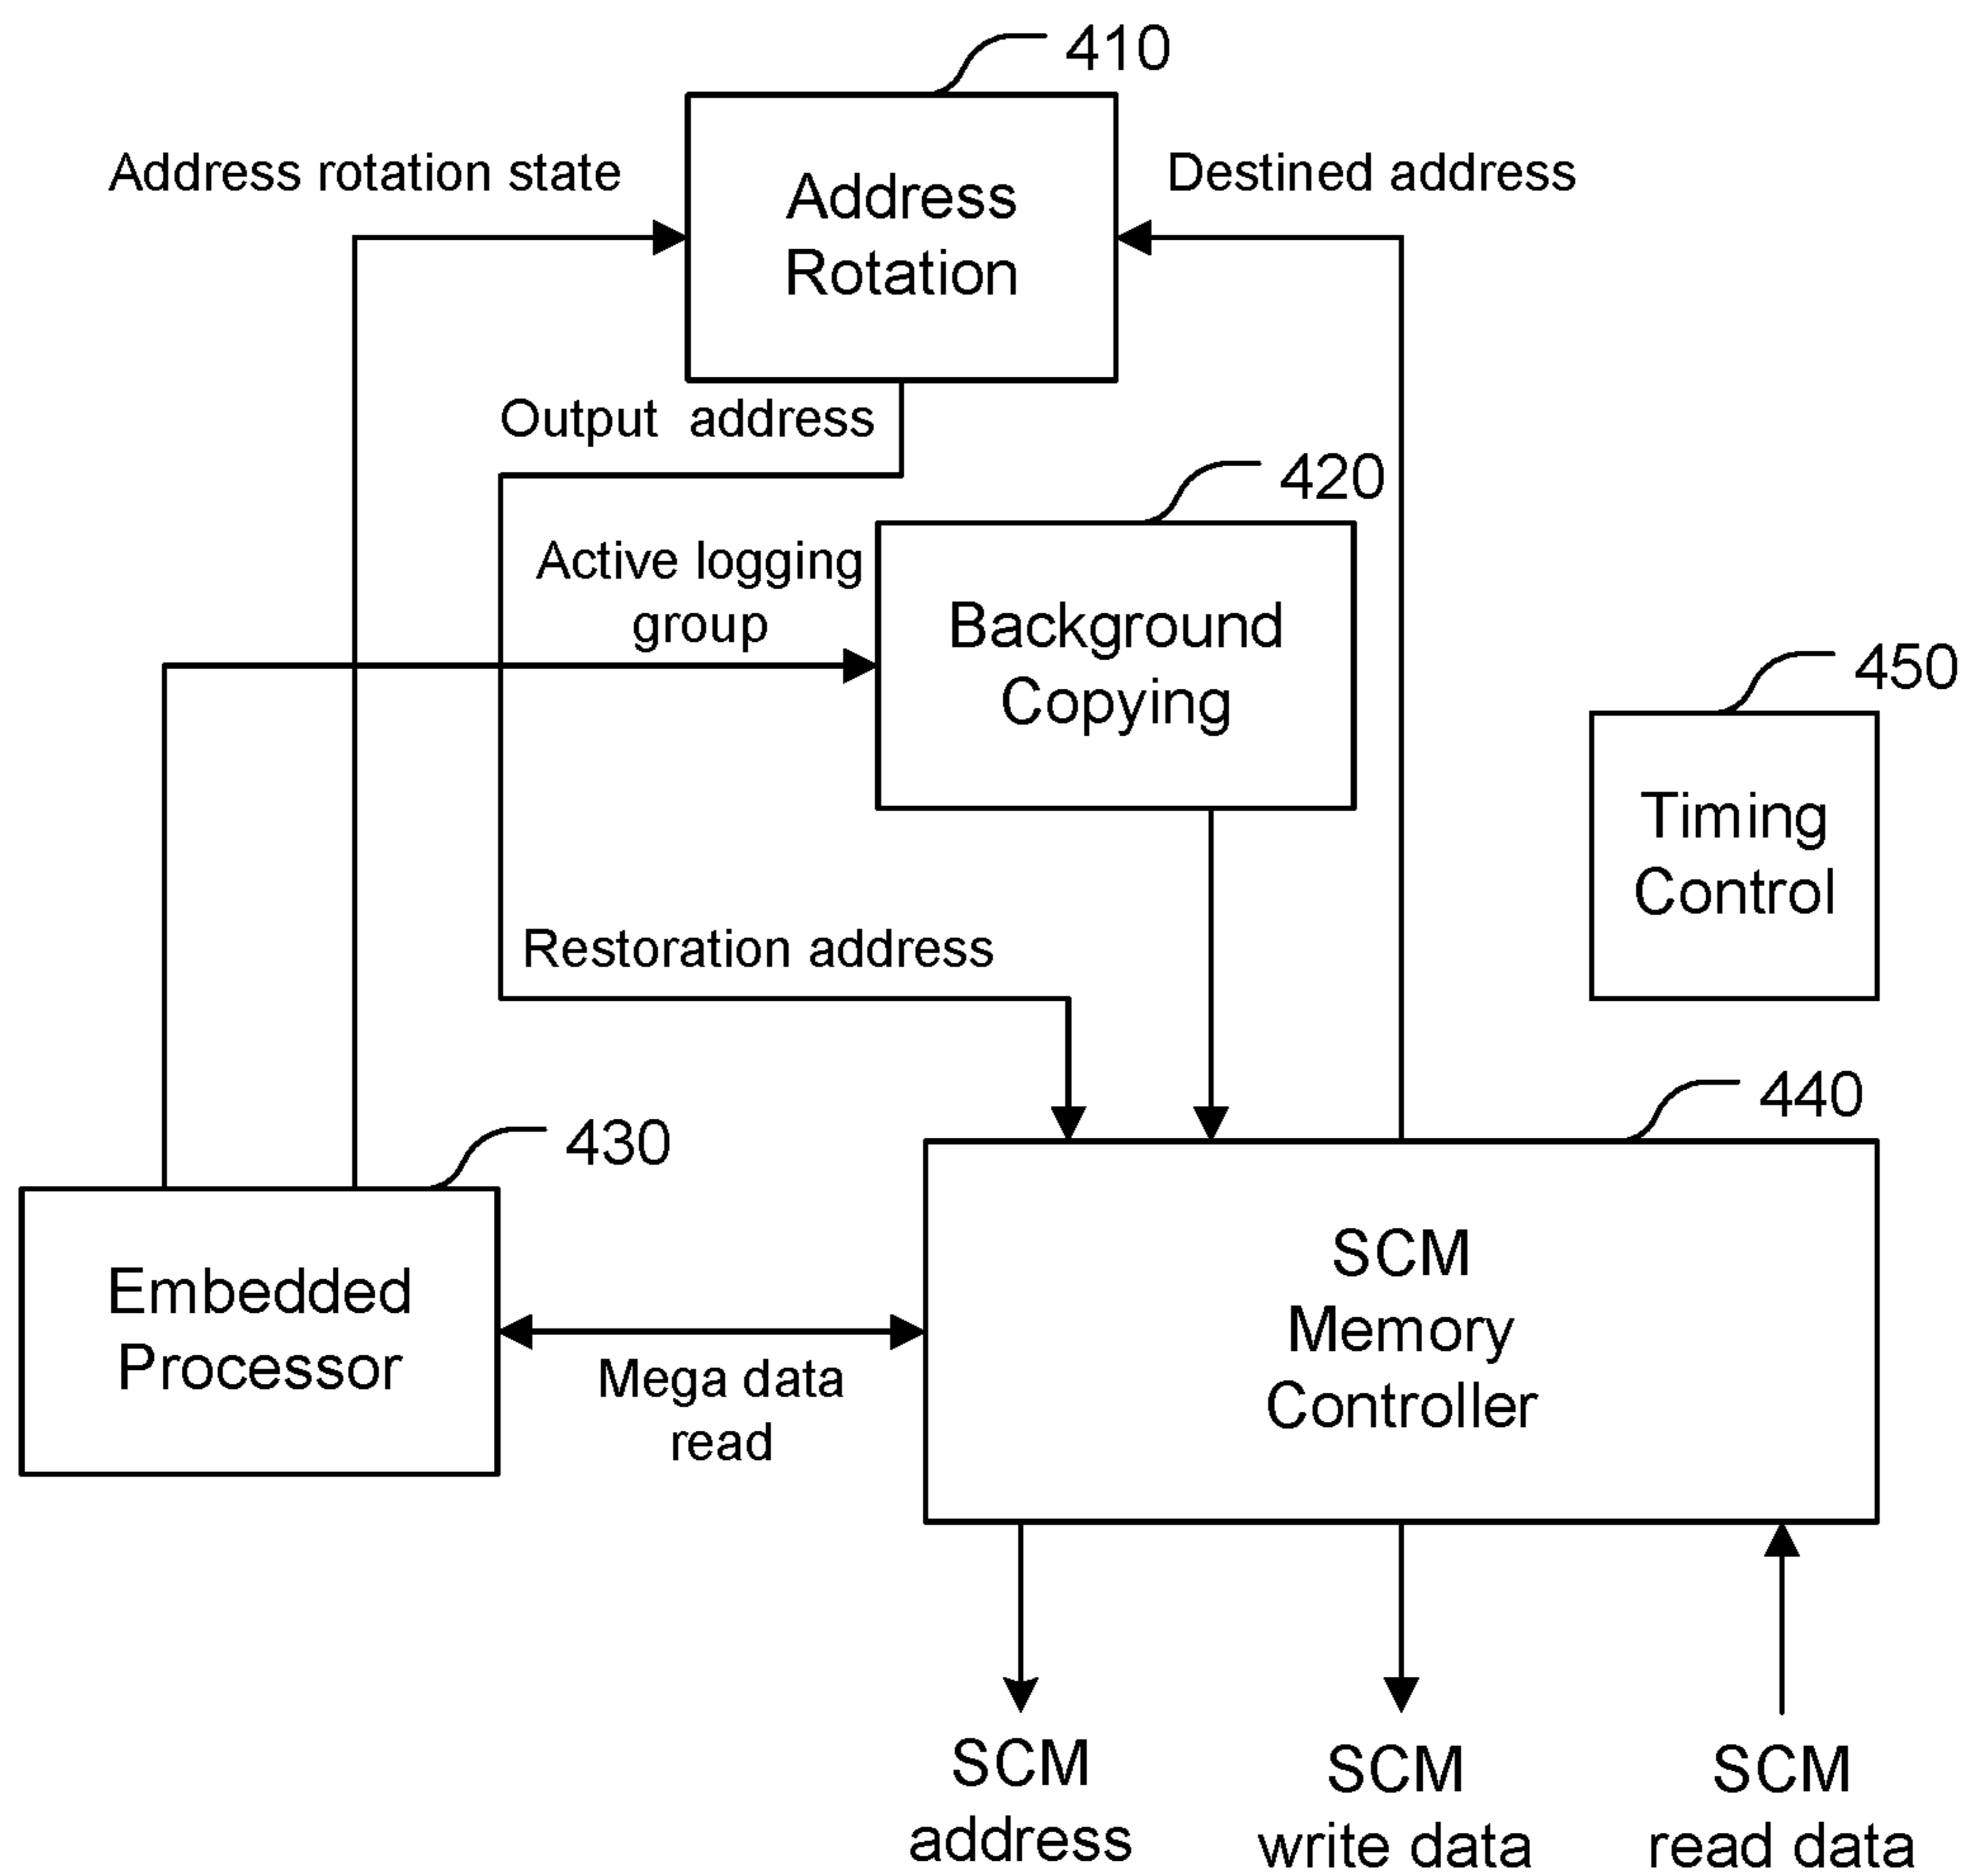 410
Address rotation state
Destined address
Address
Rotation
Output address
420
Active logging
group
Background
Copying
450
Timing
Control
Restoration address
440
430
SCM
Memory
Controller
Embedded
Processor
Mega data
read
SCM
address
SCM
write data
SCM
read data